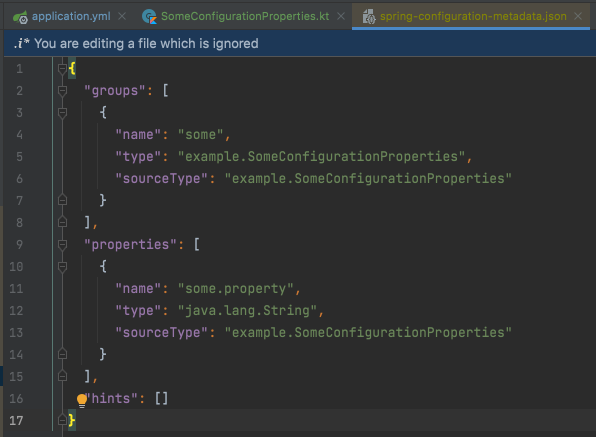 application.yml SomeConfigurationProperties.kt spring-configuration-metadata.json
.i* You are editing a file which is ignored
1 {
2 "groups": [
3 {
4 "name": "some",
5 "type": "example.SomeConfigurationProperties",
6 "sourceType": "example.SomeConfigurationProperties"
7 }
8 ],
9 "properties": [
10 {
11 "name": "some.property",
12 "type": "java.lang.String",
13 "sourceType": "example.SomeConfigurationProperties"
14 }
15 ],
16 "hints": []
17 }